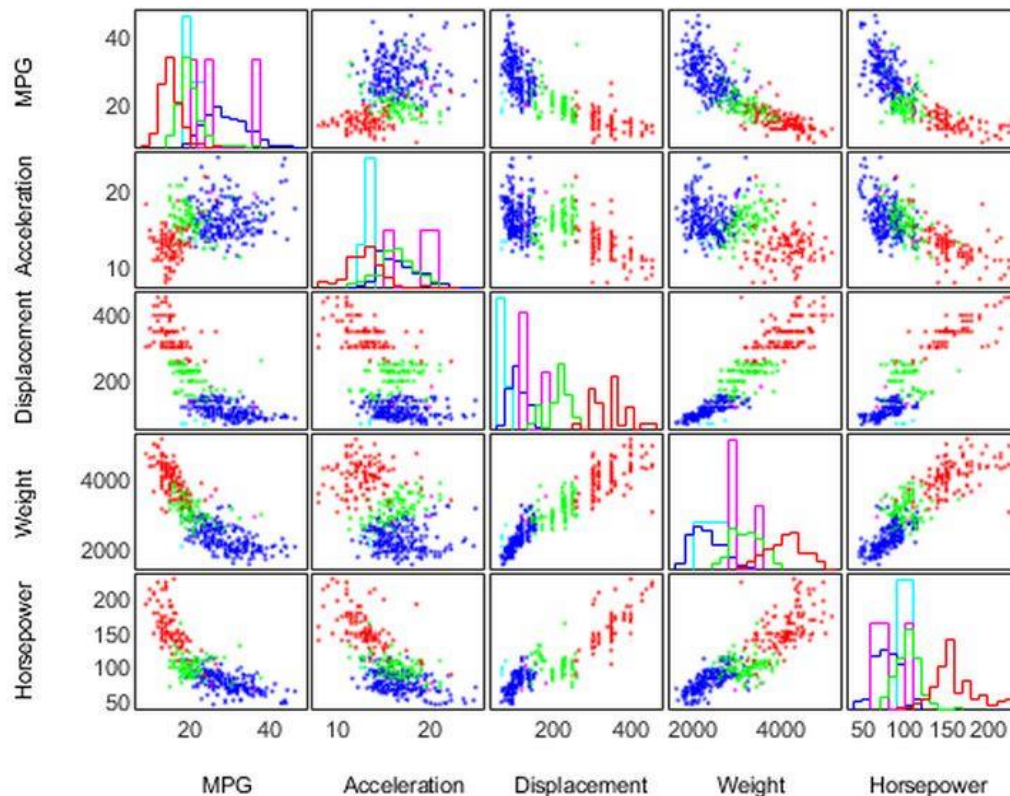 MPG
40
20
Acceleration
20
10
Displacement
400
200
Weight
4000
2000
Horsepower
200
150
100
50
20 40 10 20 200 400 2000 4000 50 100 150 200
MPG Acceleration Displacement Weight Horsepower